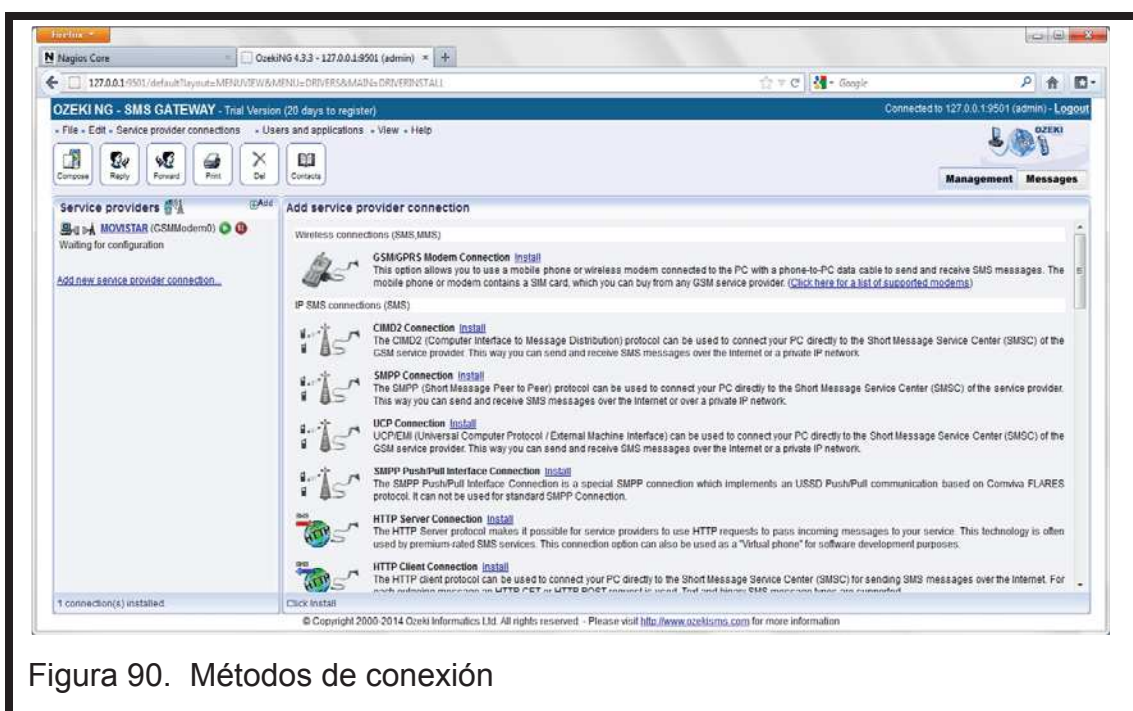 Firefox
Nagios Core
OzekiNG 4.3.3 - 127.0.0.1:9501 (admin)
127.0.0.1:9501/default?layout=MENUVIEW&MENU=DRIVERS&MAIN=DRIVERINSTALL
Google
OZEKI NG - SMS GATEWAY - Trial Version (20 days to register)
Connected to 127.0.0.1:9501 (admin) - Logout
File Edit Service provider connections Users and applications View Help
OZEKI
Compose Reply Forward Print Del Contacts
Management Messages
Service providers Add
Add service provider connection
MOVISTAR (GSMModem0)
Waiting for configuration
Add new service provider connection...
Wireless connections (SMS,MMS)
GSM/GPRS Modem Connection Install
This option allows you to use a mobile phone or wireless modem connected to the PC with a phone-to-PC data cable to send and receive SMS messages. The
mobile phone or modem contains a SIM card, which you can buy from any GSM service provider. (Click here for a list of supported modems)
IP SMS connections (SMS)
CIMD2 Connection Install
The CIMD2 (Computer Interface to Message Distribution) protocol can be used to connect your PC directly to the Short Message Service Center (SMSC) of the
GSM service provider. This way you can send and receive SMS messages over the Internet or a private IP network.
SMPP Connection Install
The SMPP (Short Message Peer to Peer) protocol can be used to connect your PC directly to the Short Message Service Center (SMSC) of the service provider.
This way you can send and receive SMS messages over the Internet or over a private IP network.
UCP Connection Install
UCP/EMI (Universal Computer Protocol / External Machine Interface) can be used to connect your PC directly to the Short Message Service Center (SMSC) of the
GSM service provider. This way you can send and receive SMS messages over the Internet or a private IP network.
SMPP Push/Pull Interface Connection Install
The SMPP Push/Pull Interface Connection is a special SMPP connection which implements an USSD Push/Pull communication based on Comviva FLARES
protocol. It can not be used for standard SMPP Connection.
HTTP Server Connection Install
The HTTP Server protocol makes it possible for service providers to use HTTP requests to pass incoming messages to your service. This technology is often
used by premium-rated SMS services. This connection option can also be used as a "Virtual phone" for software development purposes.
HTTP Client Connection Install
The HTTP client protocol can be used to connect your PC directly to the Short Message Service Center (SMSC) for sending SMS messages over the Internet. For
each outgoing message an HTTP GET or HTTP POST request is used. Text and binary SMS message types are supported.
1 connection(s) installed
Click Install
© Copyright 2000-2014 Ozeki Informatics Ltd. All rights reserved. - Please visit http://www.ozekisms.com for more information
Figura 90. Métodos de conexión